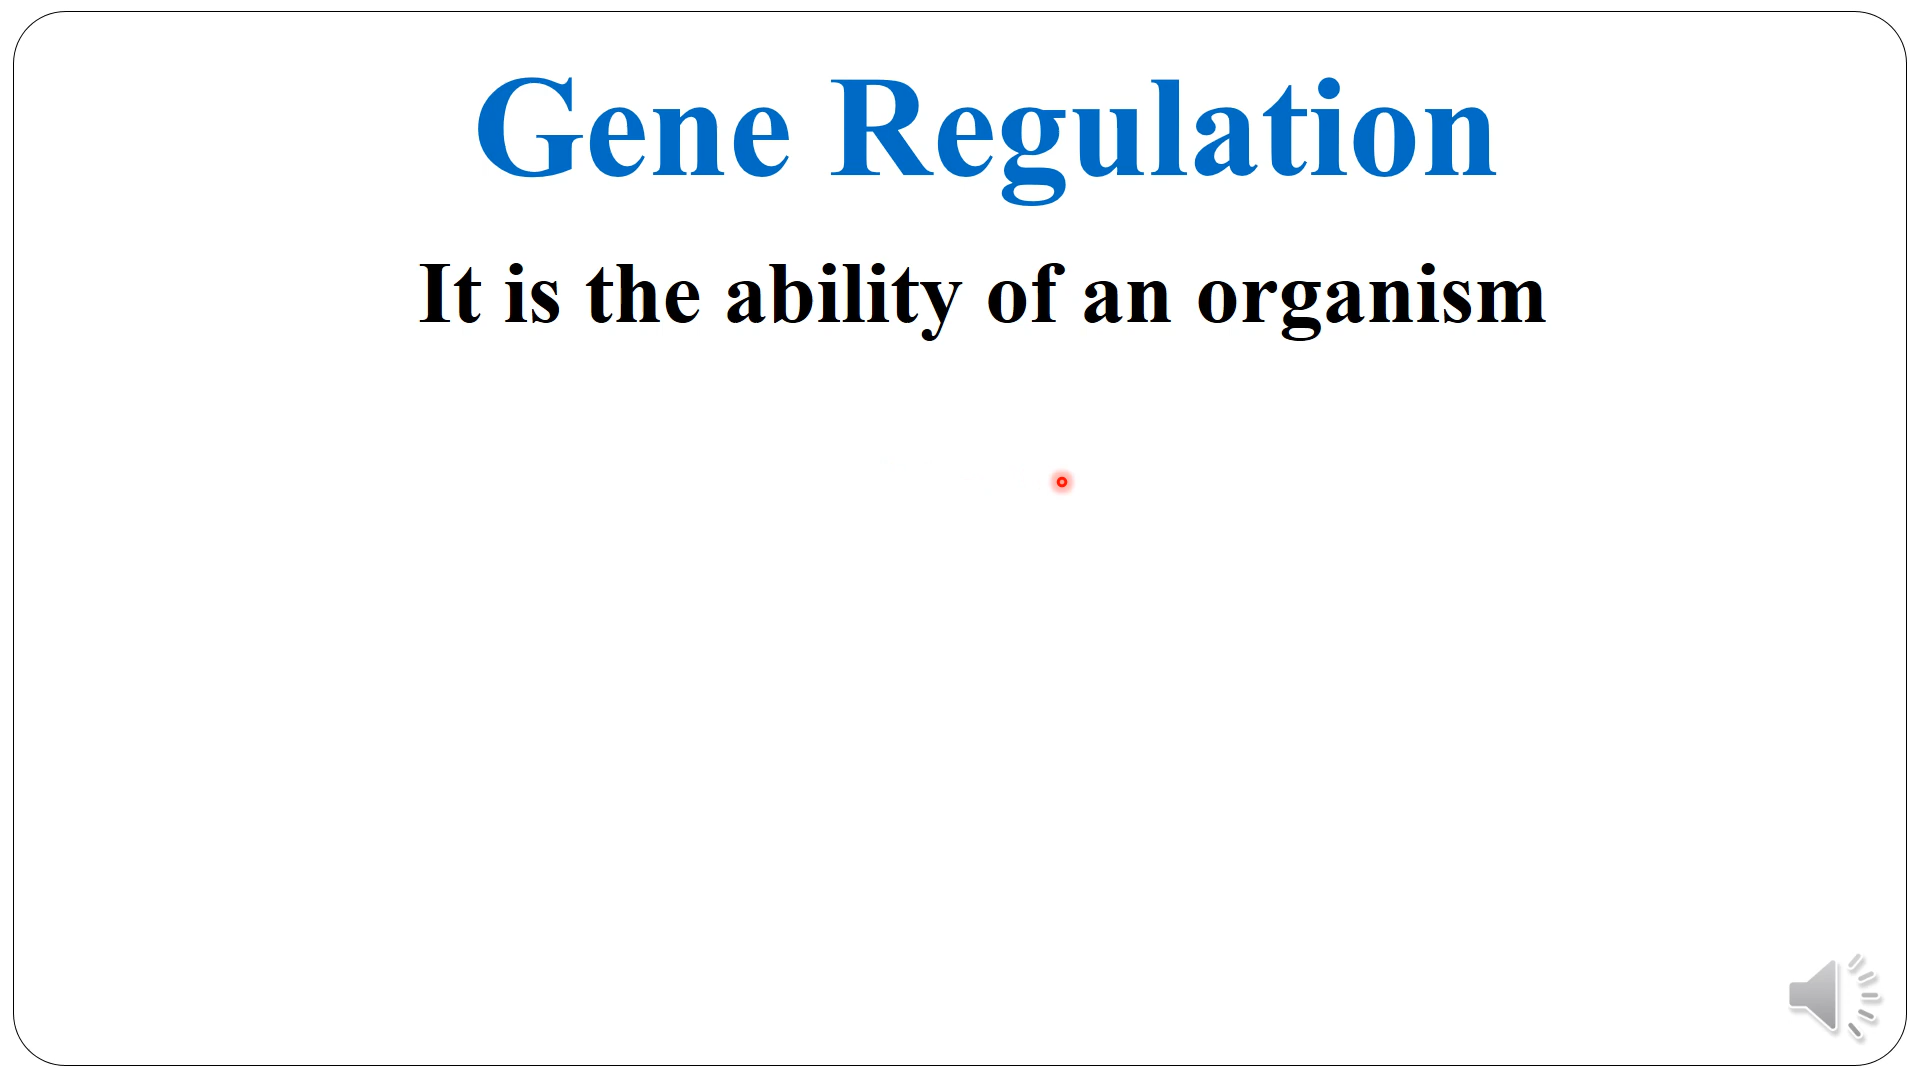 Gene Regulation
It is the ability of an organism